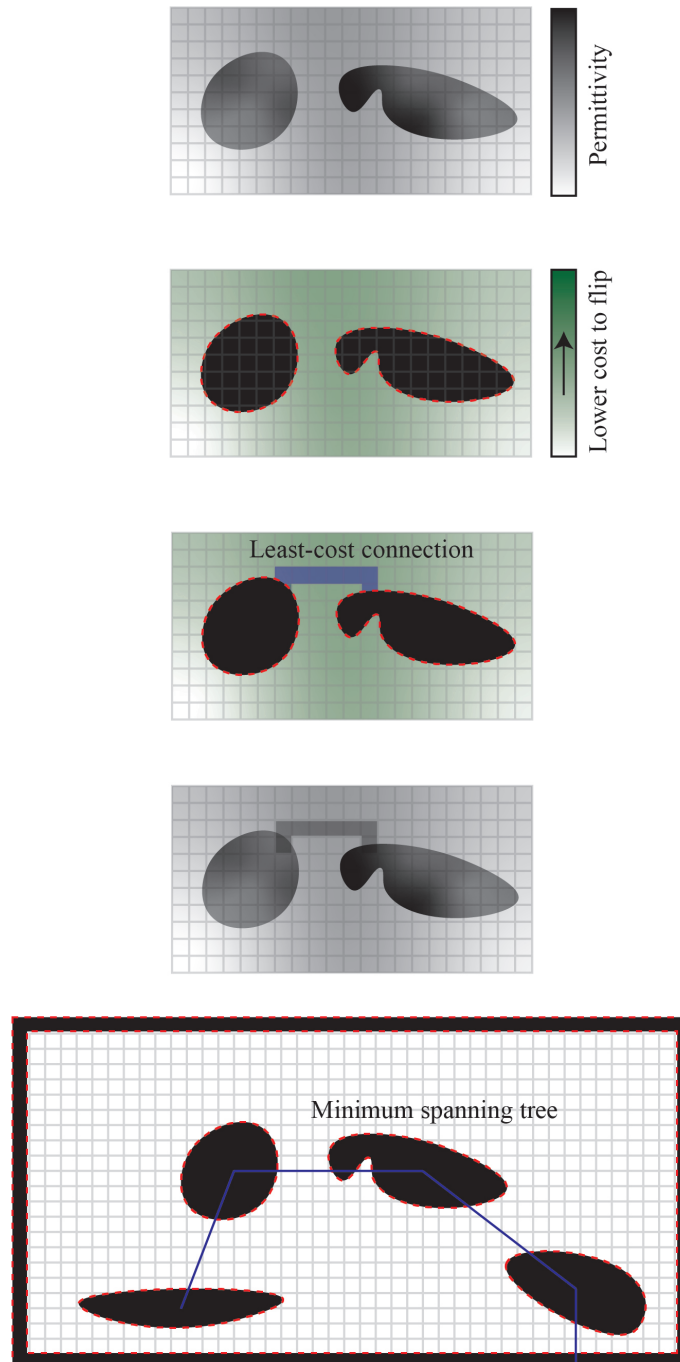 Permittivity
Lower cost to flip
Least-cost connection
Minimum spanning tree